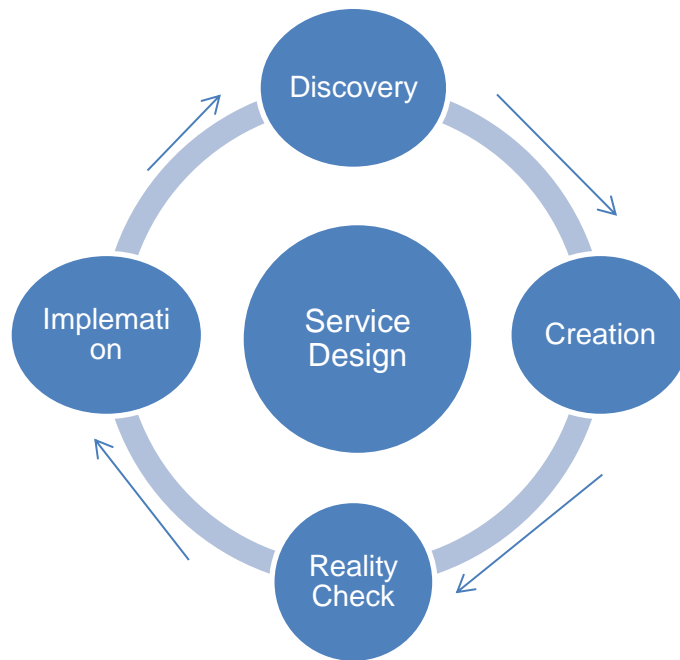 Discovery
Implemati
on
Service
Design
Creation
Reality
Check